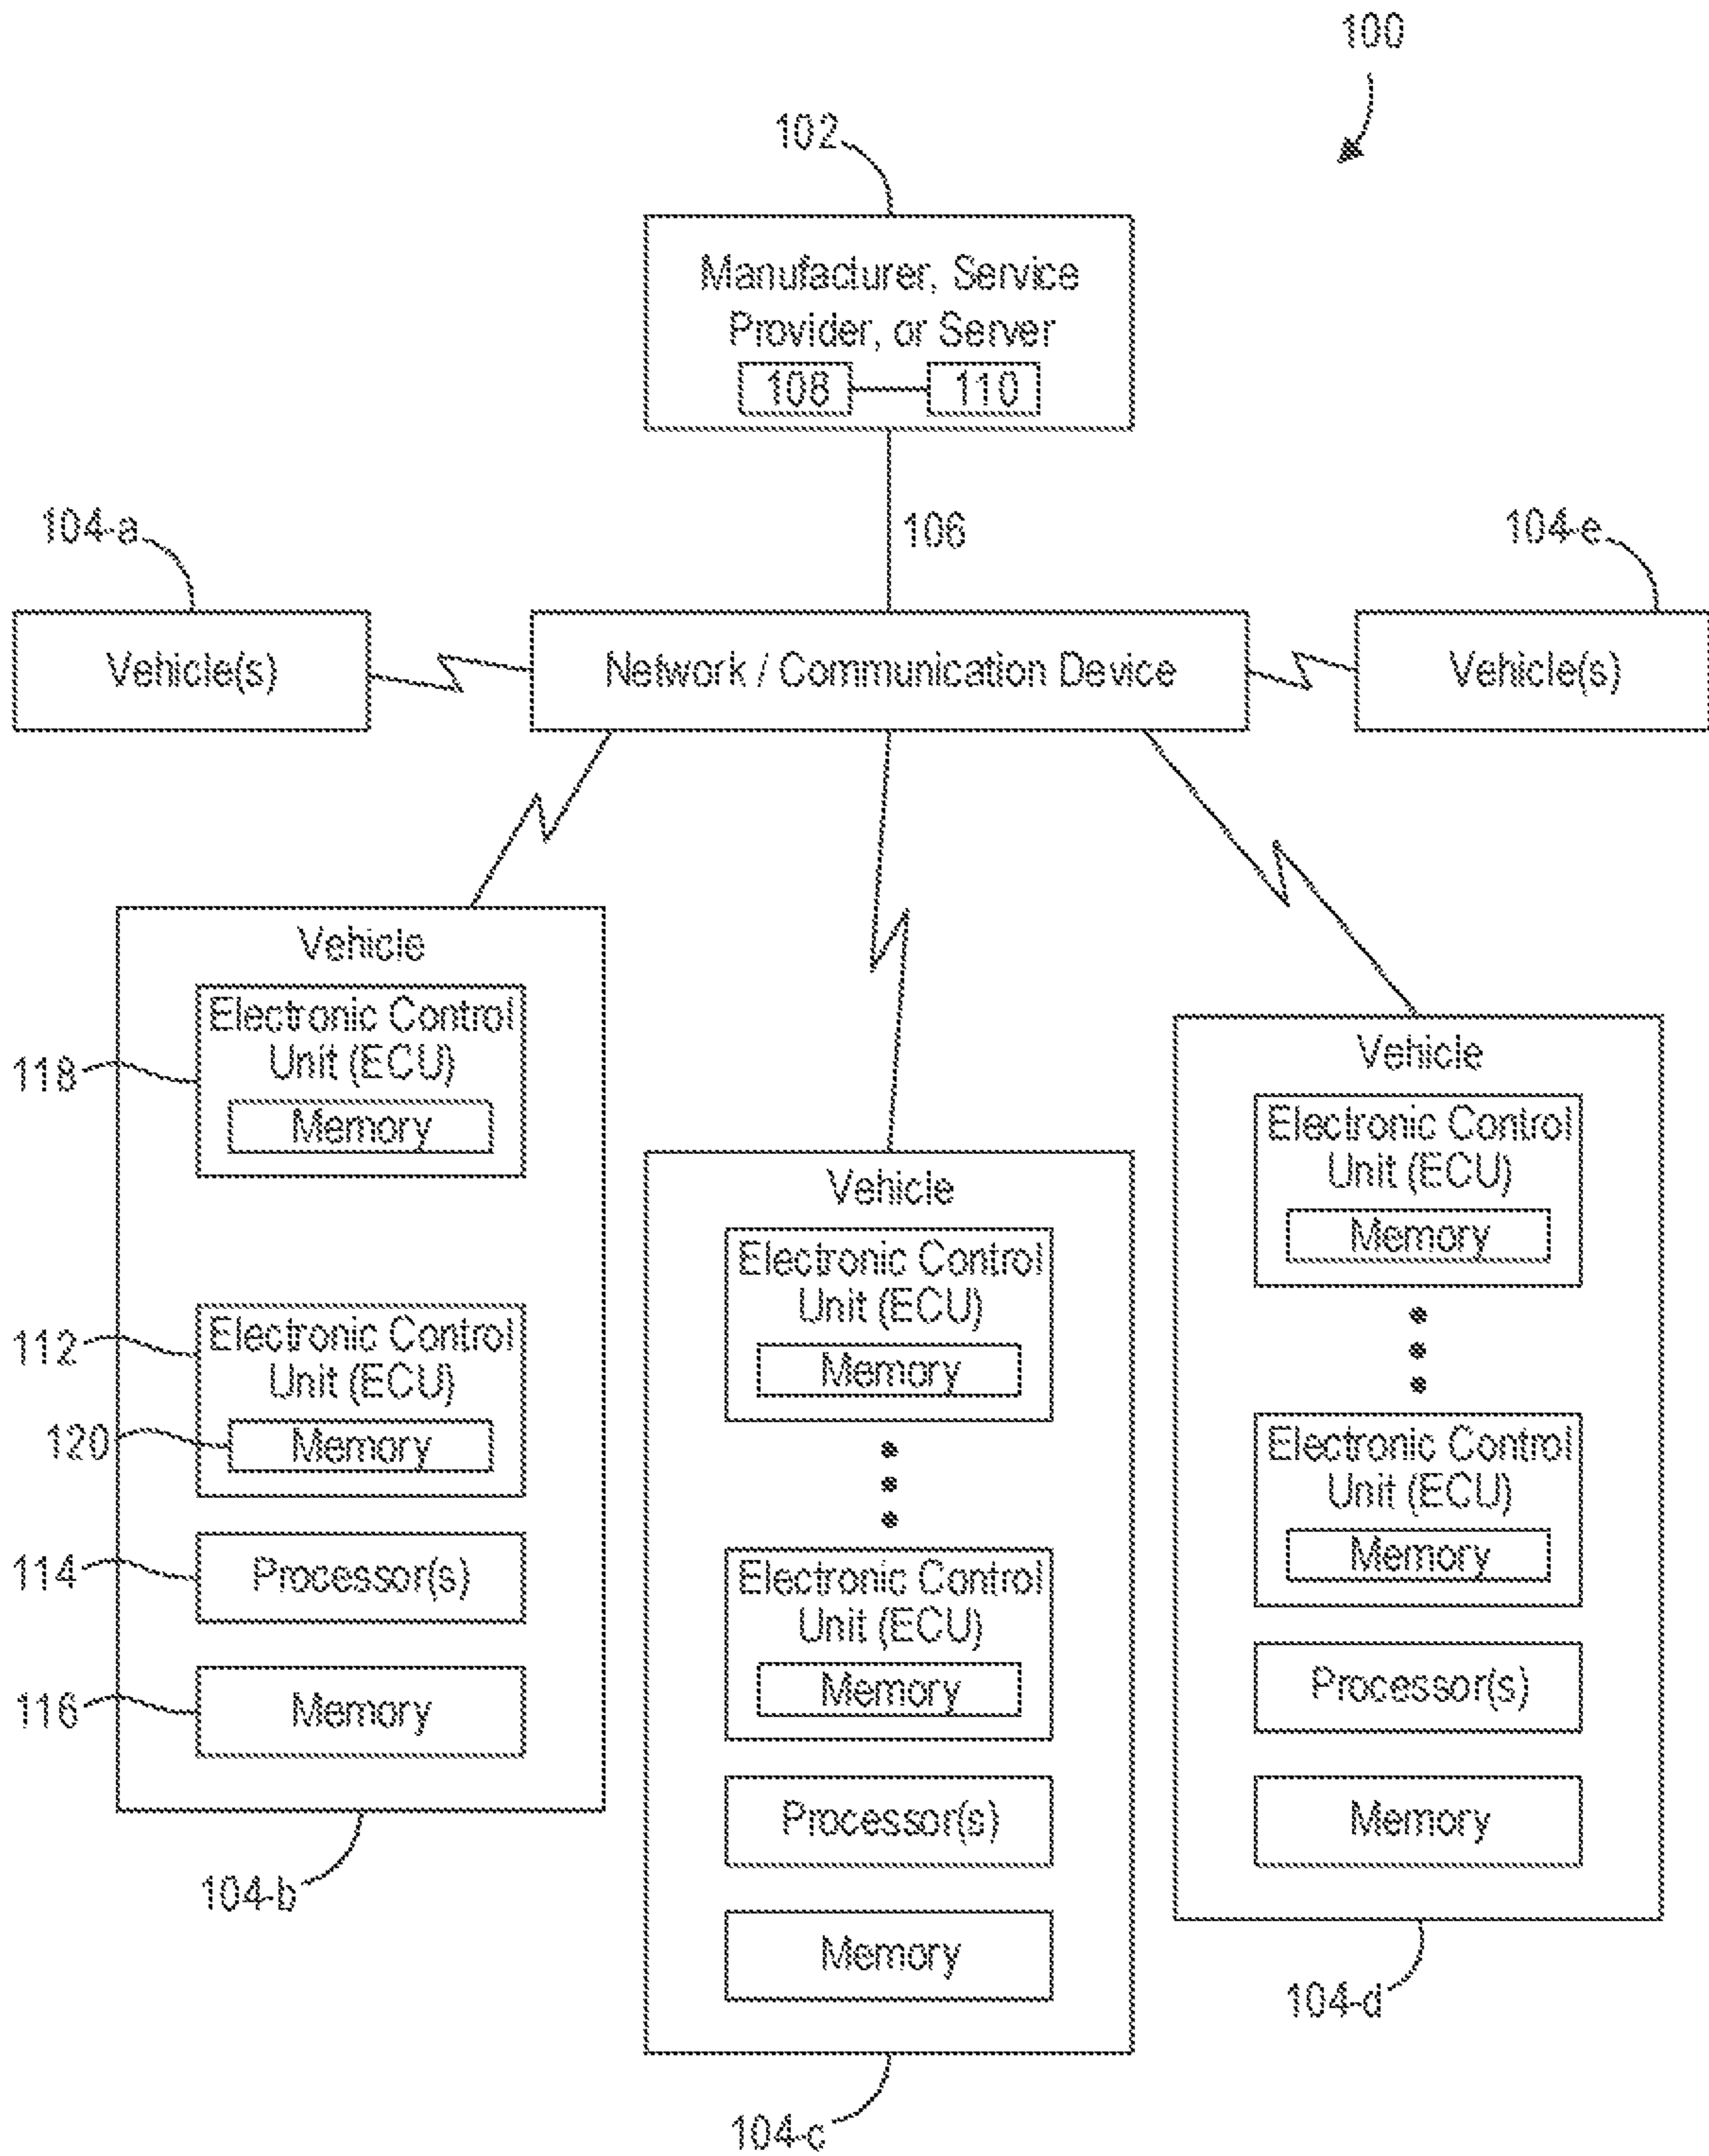 100
102
Manufacturer, Service
Provider, or Server
108
110
106
104-a
104-e
Vehicle(s)
Network / Communication Device
Vehicle(s)
Vehicle
Electronic Control
Unit (ECU)
Memory
118
Electronic Control
Unit (ECU)
Memory
112
120
Processor(s)
114
Memory
116
104-b
Vehicle
Electronic Control
Unit (ECU)
Memory
Electronic Control
Unit (ECU)
Memory
Processor(s)
Memory
104-c
Vehicle
Electronic Control
Unit (ECU)
Memory
Electronic Control
Unit (ECU)
Memory
Processor(s)
Memory
104-d